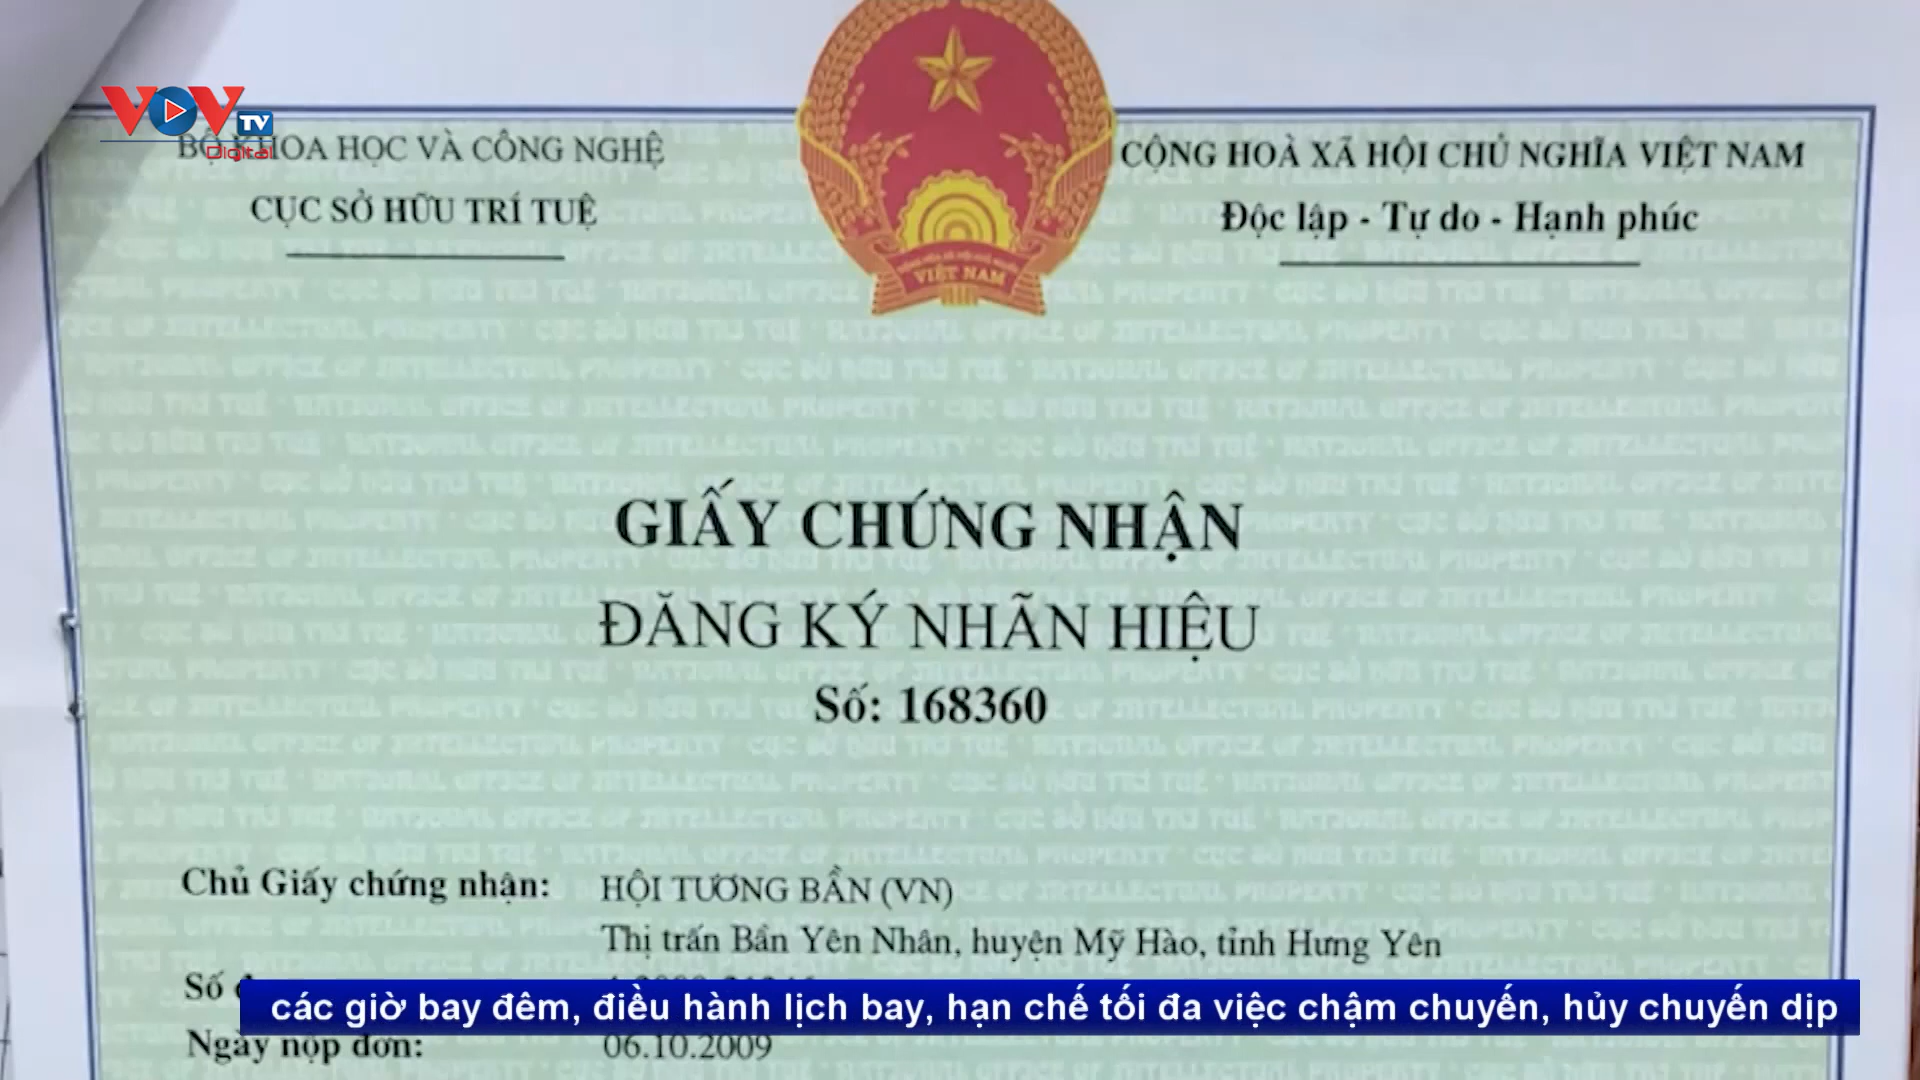 VOV TV
Digital
BỘ KHOA HỌC VÀ CÔNG NGHỆ
CỤC SỞ HỮU TRÍ TUỆ
CỘNG HOÀ XÃ HỘI CHỦ NGHĨA VIỆT NAM
Độc lập - Tự do - Hạnh phúc
VIỆT NAM
GIẤY CHỨNG NHẬN
ĐĂNG KÝ NHÃN HIỆU
Số: 168360
Chủ Giấy chứng nhận: HỘI TƯƠNG BẦN (VN)
Thị trấn Bần Yên Nhân, huyện Mỹ Hào, tỉnh Hưng Yên
Số
các giờ bay đêm, điều hành lịch bay, hạn chế tối đa việc chậm chuyến, hủy chuyến dịp
Ngày nộp đơn: 06.10.2009